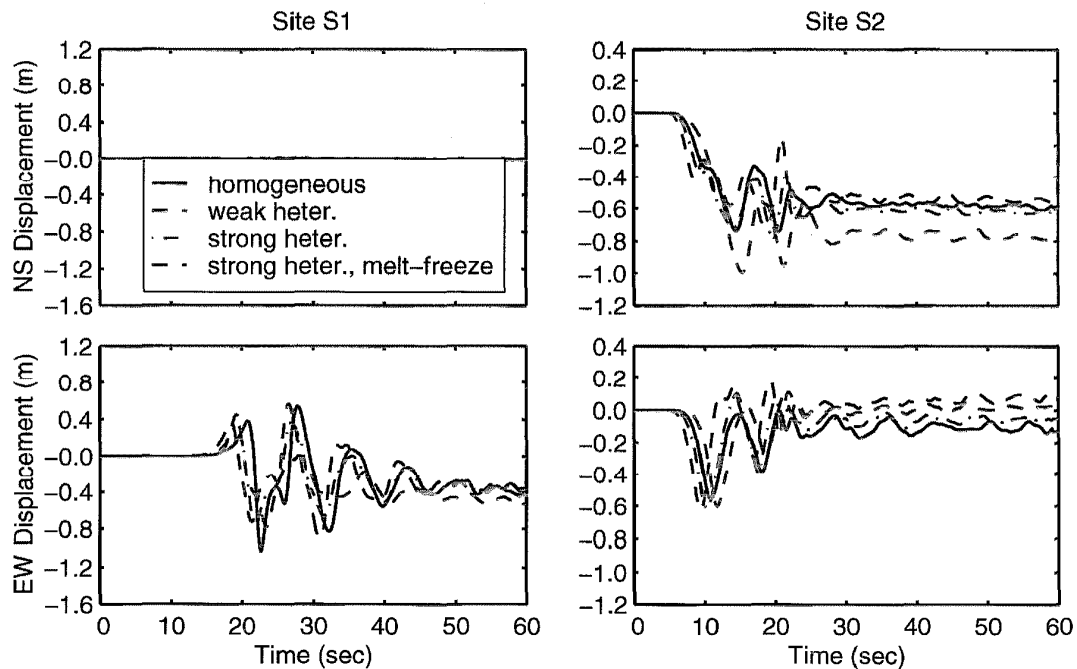 Site S1
Site S2
NS Displacement (m)
1.2
0.8
0.4
−0.0
−0.4
−0.8
−1.2
−1.6
homogeneous
weak heter.
strong heter.
strong heter., melt−freeze
0.4
0.2
0.0
−0.2
−0.4
−0.6
−0.8
−1.0
−1.2
EW Displacement (m)
1.2
0.8
0.4
−0.0
−0.4
−0.8
−1.2
−1.6
0 10 20 30 40 50 60
Time (sec)
0.4
0.2
0.0
−0.2
−0.4
−0.6
−0.8
−1.0
−1.2
0 10 20 30 40 50 60
Time (sec)